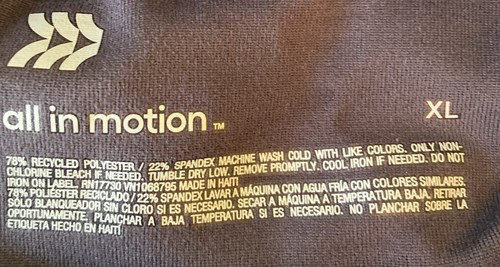 all in motion™
XL
78% RECYCLED POLYESTER / 22% SPANDEX MACHINE WASH COLD WITH LIKE COLORS. ONLY NON-
CHLORINE BLEACH IF NEEDED. TUMBLE DRY LOW, REMOVE PROMPTLY. COOL IRON IF NEEDED. DO NOT
IRON ON LABEL. RN17730 VN1068795 MADE IN HAITI
78% POLIÉSTER RECICLADO / 22% SPANDEX LAVAR A MÁQUINA CON AGUA FRÍA CON COLORES SIMILARES.
SÓLO BLANQUEADOR SIN CLORO SI ES NECESARIO. SECAR A MÁQUINA A TEMPERATURA BAJA, RETIRAR
OPORTUNAMENTE. PLANCHAR A BAJA TEMPERATURA SI ES NECESARIO. NO PLANCHAR SOBRE LA
ETIQUETA HECHO EN HAITÍ